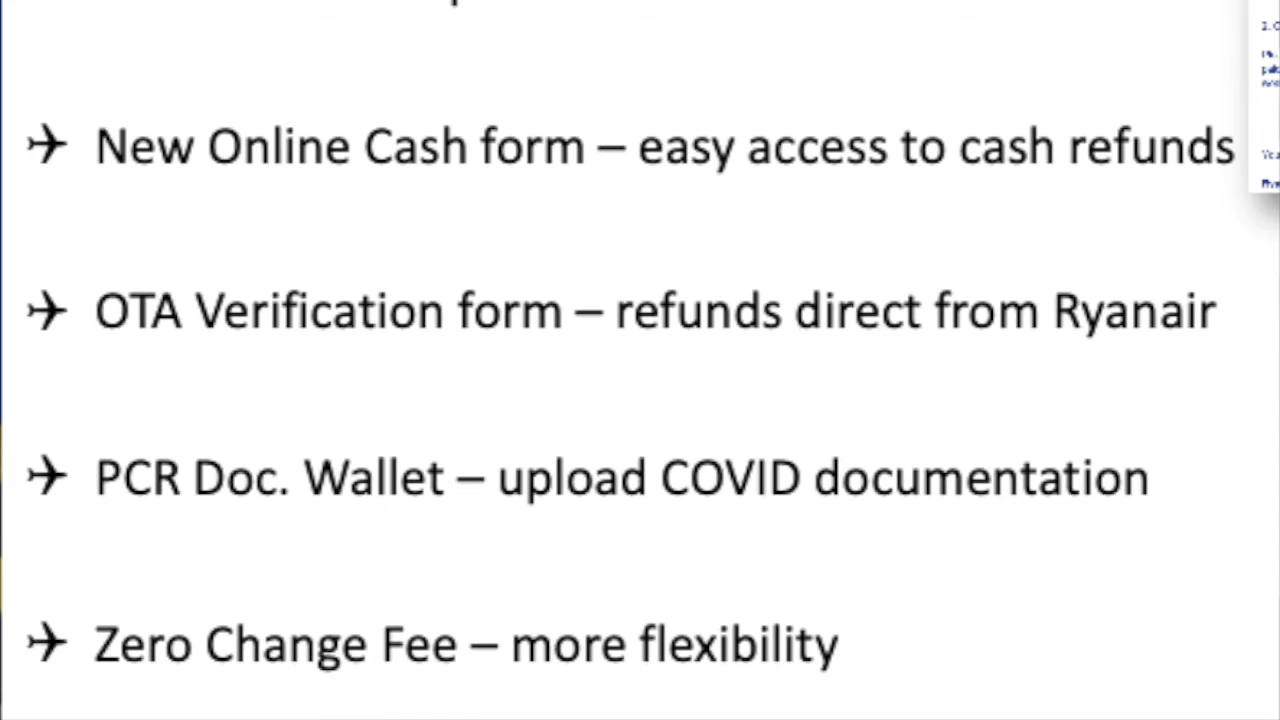 ✈ New Online Cash form – easy access to cash refunds
✈ OTA Verification form – refunds direct from Ryanair
✈ PCR Doc. Wallet – upload COVID documentation
✈ Zero Change Fee – more flexibility